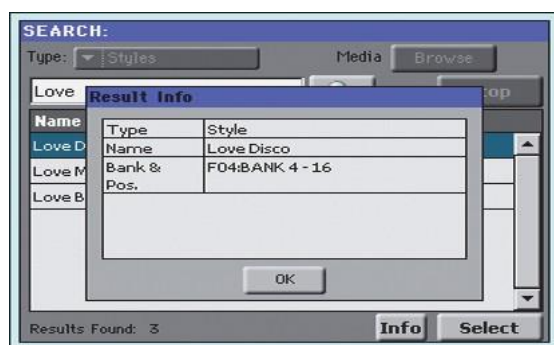 SEARCH:
Type: Styles Media Browse
Love
Result Info
Name
Type Style
Love D
Name Love Disco
Love M
Bank & F04:BANK 4 - 16
Pos.
Love B
OK
Results Found: 3 Info Select